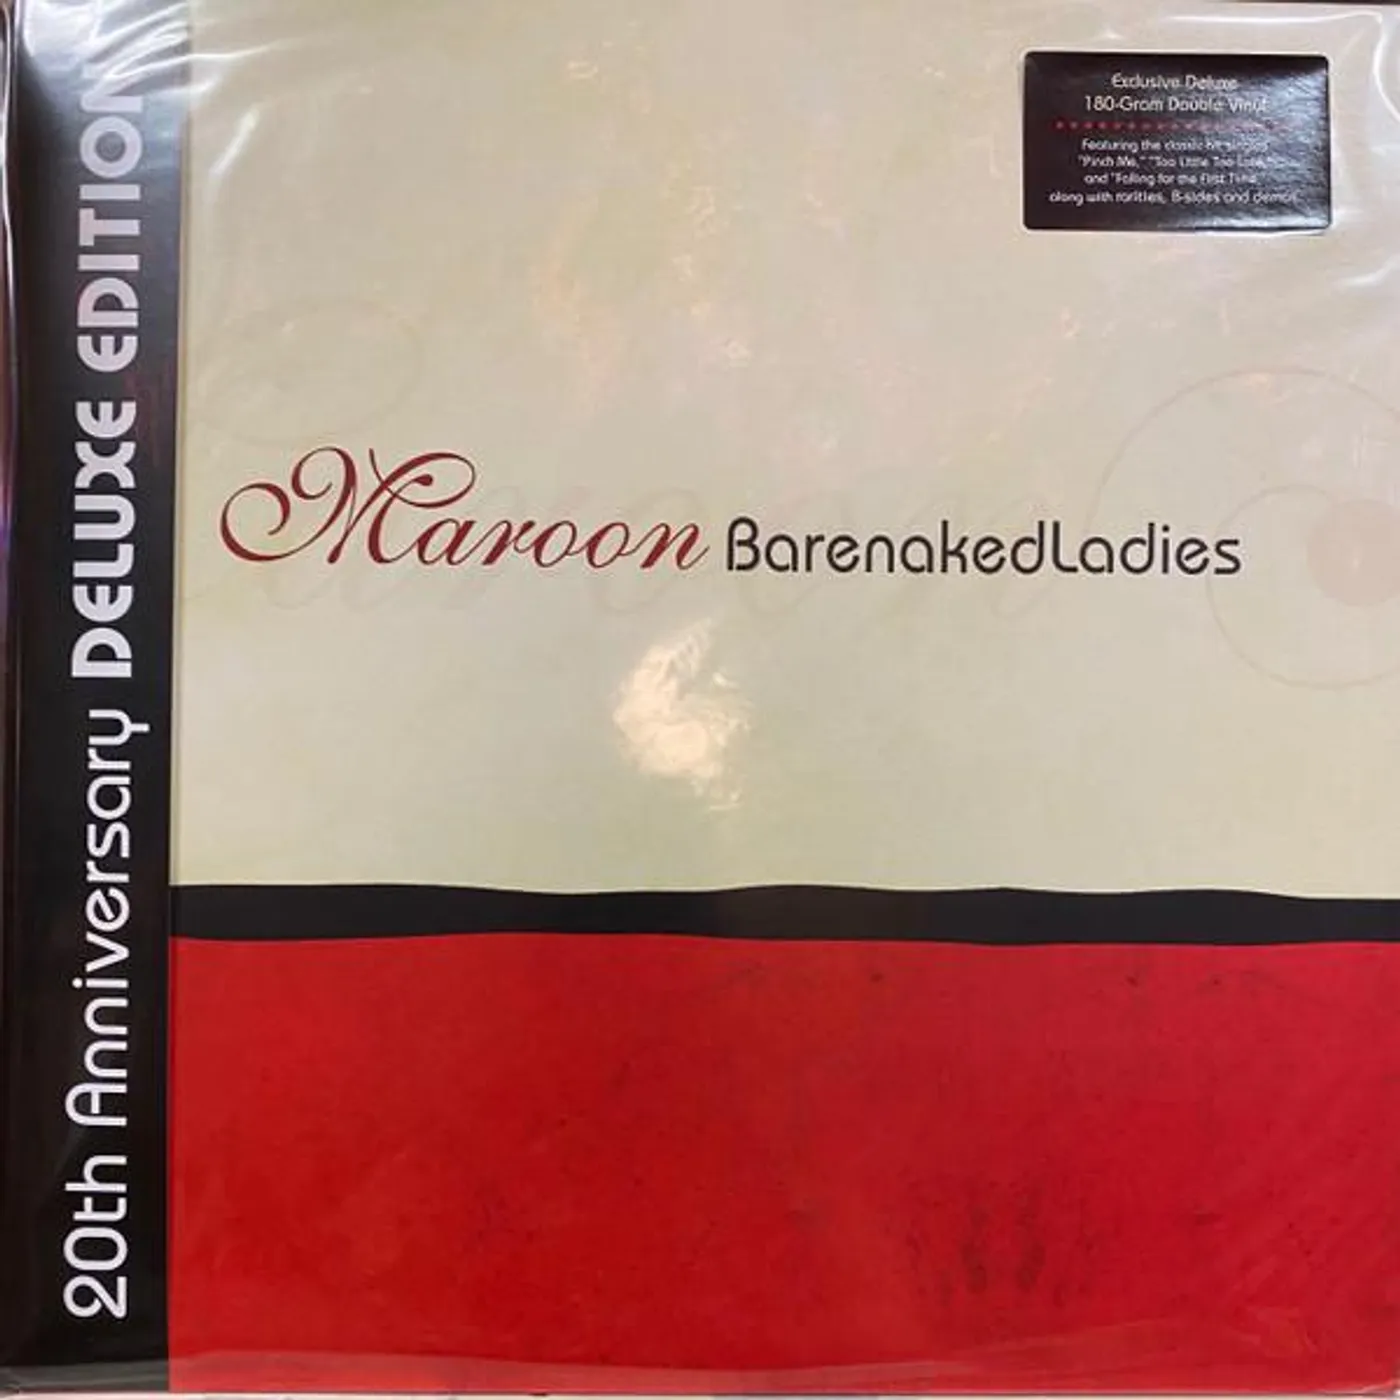 20th Anniversary DELUXE EDITION
Exclusive Deluxe
180-Gram Double Vinyl
Featuring the classic hit singles
"Pinch Me," "Too Little Too Late,"
and "Falling for the First Time"
along with rarities, B-sides and demos
Maroon BarenakedLadies